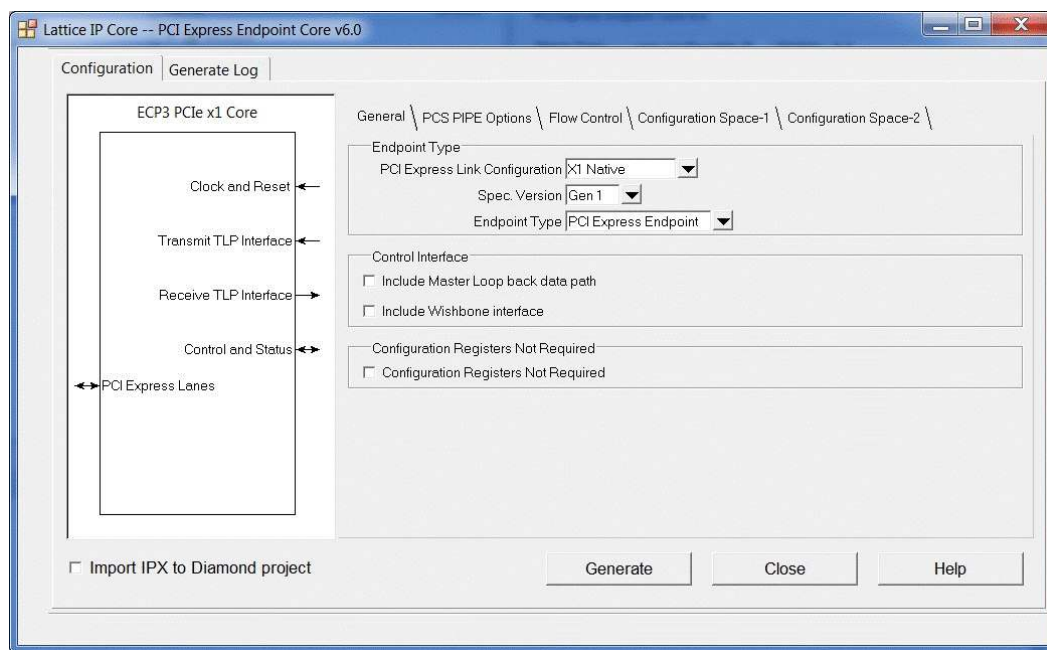 Lattice IP Core -- PCI Express Endpoint Core v6.0
Configuration
Generate Log
ECP3 PCIe x1 Core
Clock and Reset
Transmit TLP Interface
Receive TLP Interface
Control and Status
PCI Express Lanes
General \ PCS PIPE Options \ Flow Control \ Configuration Space-1 \ Configuration Space-2 \
Endpoint Type
PCI Express Link Configuration X1 Native
Spec. Version Gen 1
Endpoint Type PCI Express Endpoint
Control Interface
Include Master Loop back data path
Include Wishbone interface
Configuration Registers Not Required
Configuration Registers Not Required
Import IPX to Diamond project
Generate
Close
Help